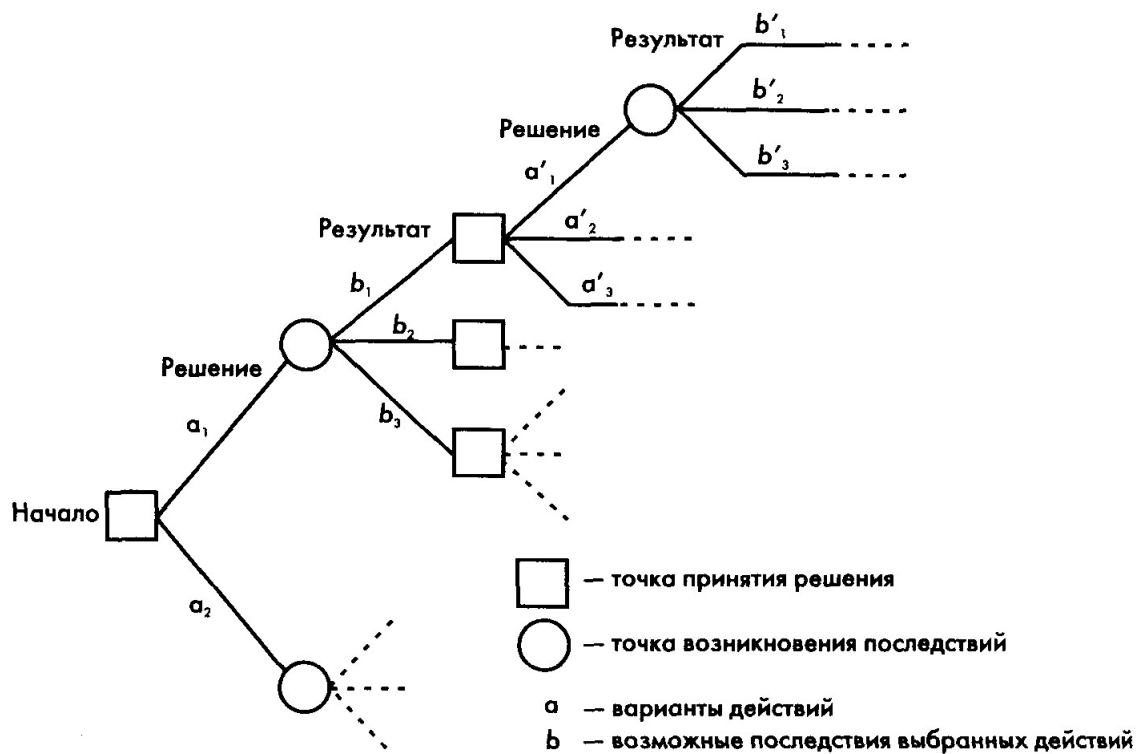 Результат
b′₁
b′₂
Решение
b′₃
a′₁
Результат
a′₂
a′₃
b₁
b₂
Решение
b₃
a₁
Начало
— точка принятия решения
a₂
— точка возникновения последствий
a — варианты действий
b — возможные последствия выбранных действий